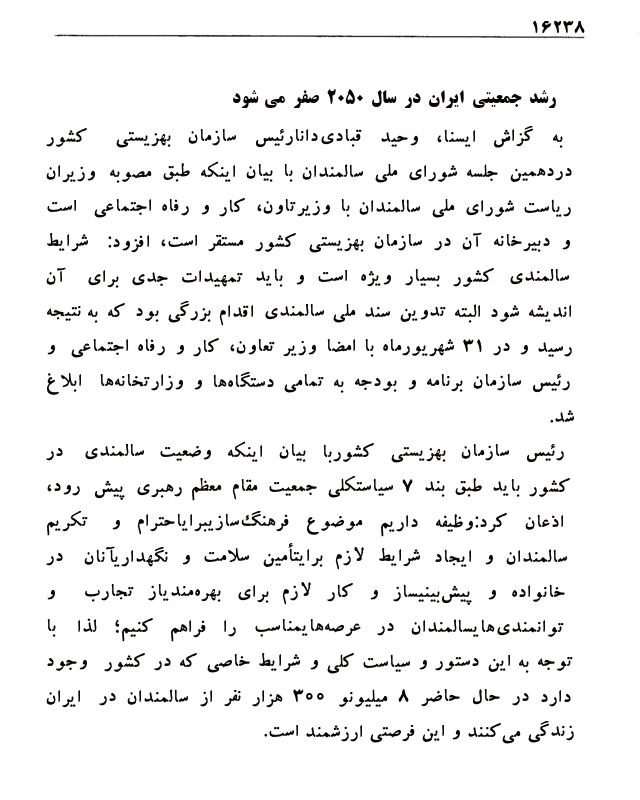 ۱۶۲۳۸
رشد جمعیتی ایران در سال ۲۰۵۰ صفر می شود
به گزاش ایسنا، وحید قبادی‌دانارئیس سازمان بهزیستی کشور
دردهمین جلسه شورای ملی سالمندان با بیان اینکه طبق مصوبه وزیران
ریاست شورای ملی سالمندان با وزیرتاون، کار و رفاه اجتماعی است
و دبیرخانه آن در سازمان بهزیستی کشور مستقر است، افزود: شرایط
سالمندی کشور بسیار ویژه است و باید تمهیدات جدی برای آن
اندیشه شود البته تدوین سند ملی سالمندی اقدام بزرگی بود که به نتیجه
رسید و در ۳۱ شهریورماه با امضا وزیر تعاون، کار و رفاه اجتماعی و
رئیس سازمان برنامه و بودجه به تمامی دستگاه‌ها و وزارتخانه‌ها ابلاغ
شد.
رئیس سازمان بهزیستی کشوربا بیان اینکه وضعیت سالمندی در
کشور باید طبق بند ۷ سیاستکلی جمعیت مقام معظم رهبری پیش رود،
اذعان کرد:وظیفه داریم موضوع فرهنگ‌سازیبرایاحترام و تکریم
سالمندان و ایجاد شرایط لازم برایتأمین سلامت و نگهداریآنان در
خانواده و پیش‌بینیساز و کار لازم برای بهره‌مندیاز تجارب و
توانمندی‌هایسالمندان در عرصه‌هایمناسب را فراهم کنیم؛ لذا با
توجه به این دستور و سیاست کلی و شرایط خاصی که در کشور وجود
دارد در حال حاضر ۸ میلیونو ۳۰۰ هزار نفر از سالمندان در ایران
زندگی می‌کنند و این فرصتی ارزشمند است.